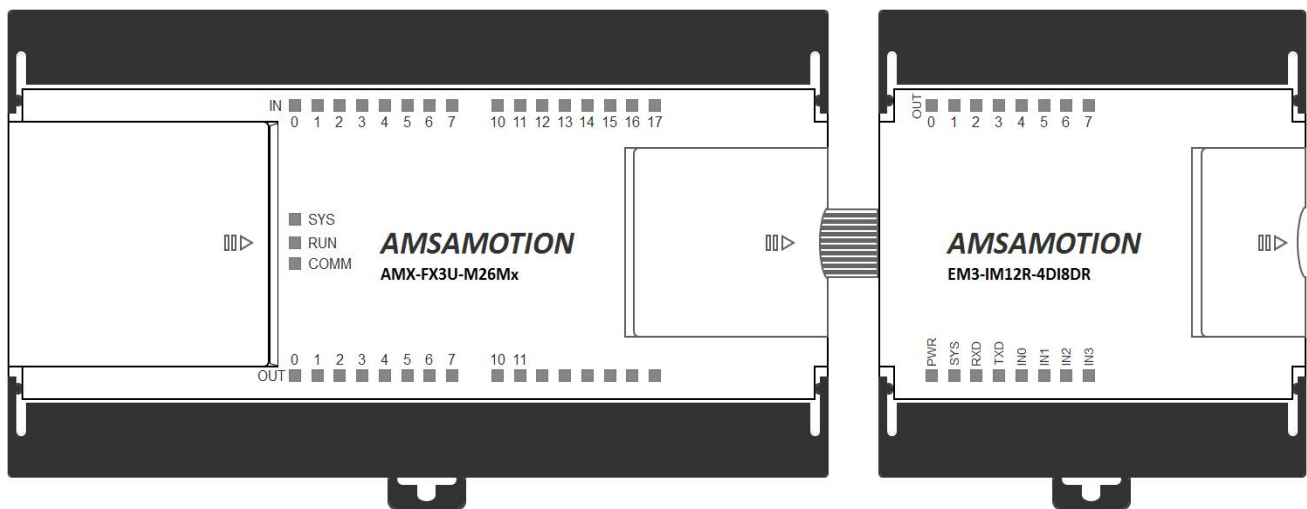 IN 0 1 2 3 4 5 6 7 10 11 12 13 14 15 16 17
SYS
RUN
COMM
AMSAMOTION
AMX-FX3U-M26Mx
0 1 2 3 4 5 6 7 10 11
OUT
OUT 0 1 2 3 4 5 6 7
AMSAMOTION
EM3-IM12R-4DI8DR
PWR SYS RXD TXD IN0 IN1 IN2 IN3